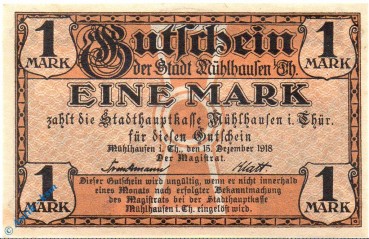 1 MARK
Gutschein
1 MARK
der Stadt Mühlhausen i. Th.
EINE MARK
zahlt die Stadthauptkasse Mühlhausen i. Thür.
für diesen Gutschein
Mühlhausen i. Th., den 15. Dezember 1918
Der Magistrat.
1 MARK
Dieser Gutschein wird ungültig, wenn er nicht innerhalb
eines Monats nach erfolgter Bekanntmachung
des Magistrats bei der Stadthauptkasse
Mühlhausen i. Th. eingelöst wird.
1 MARK